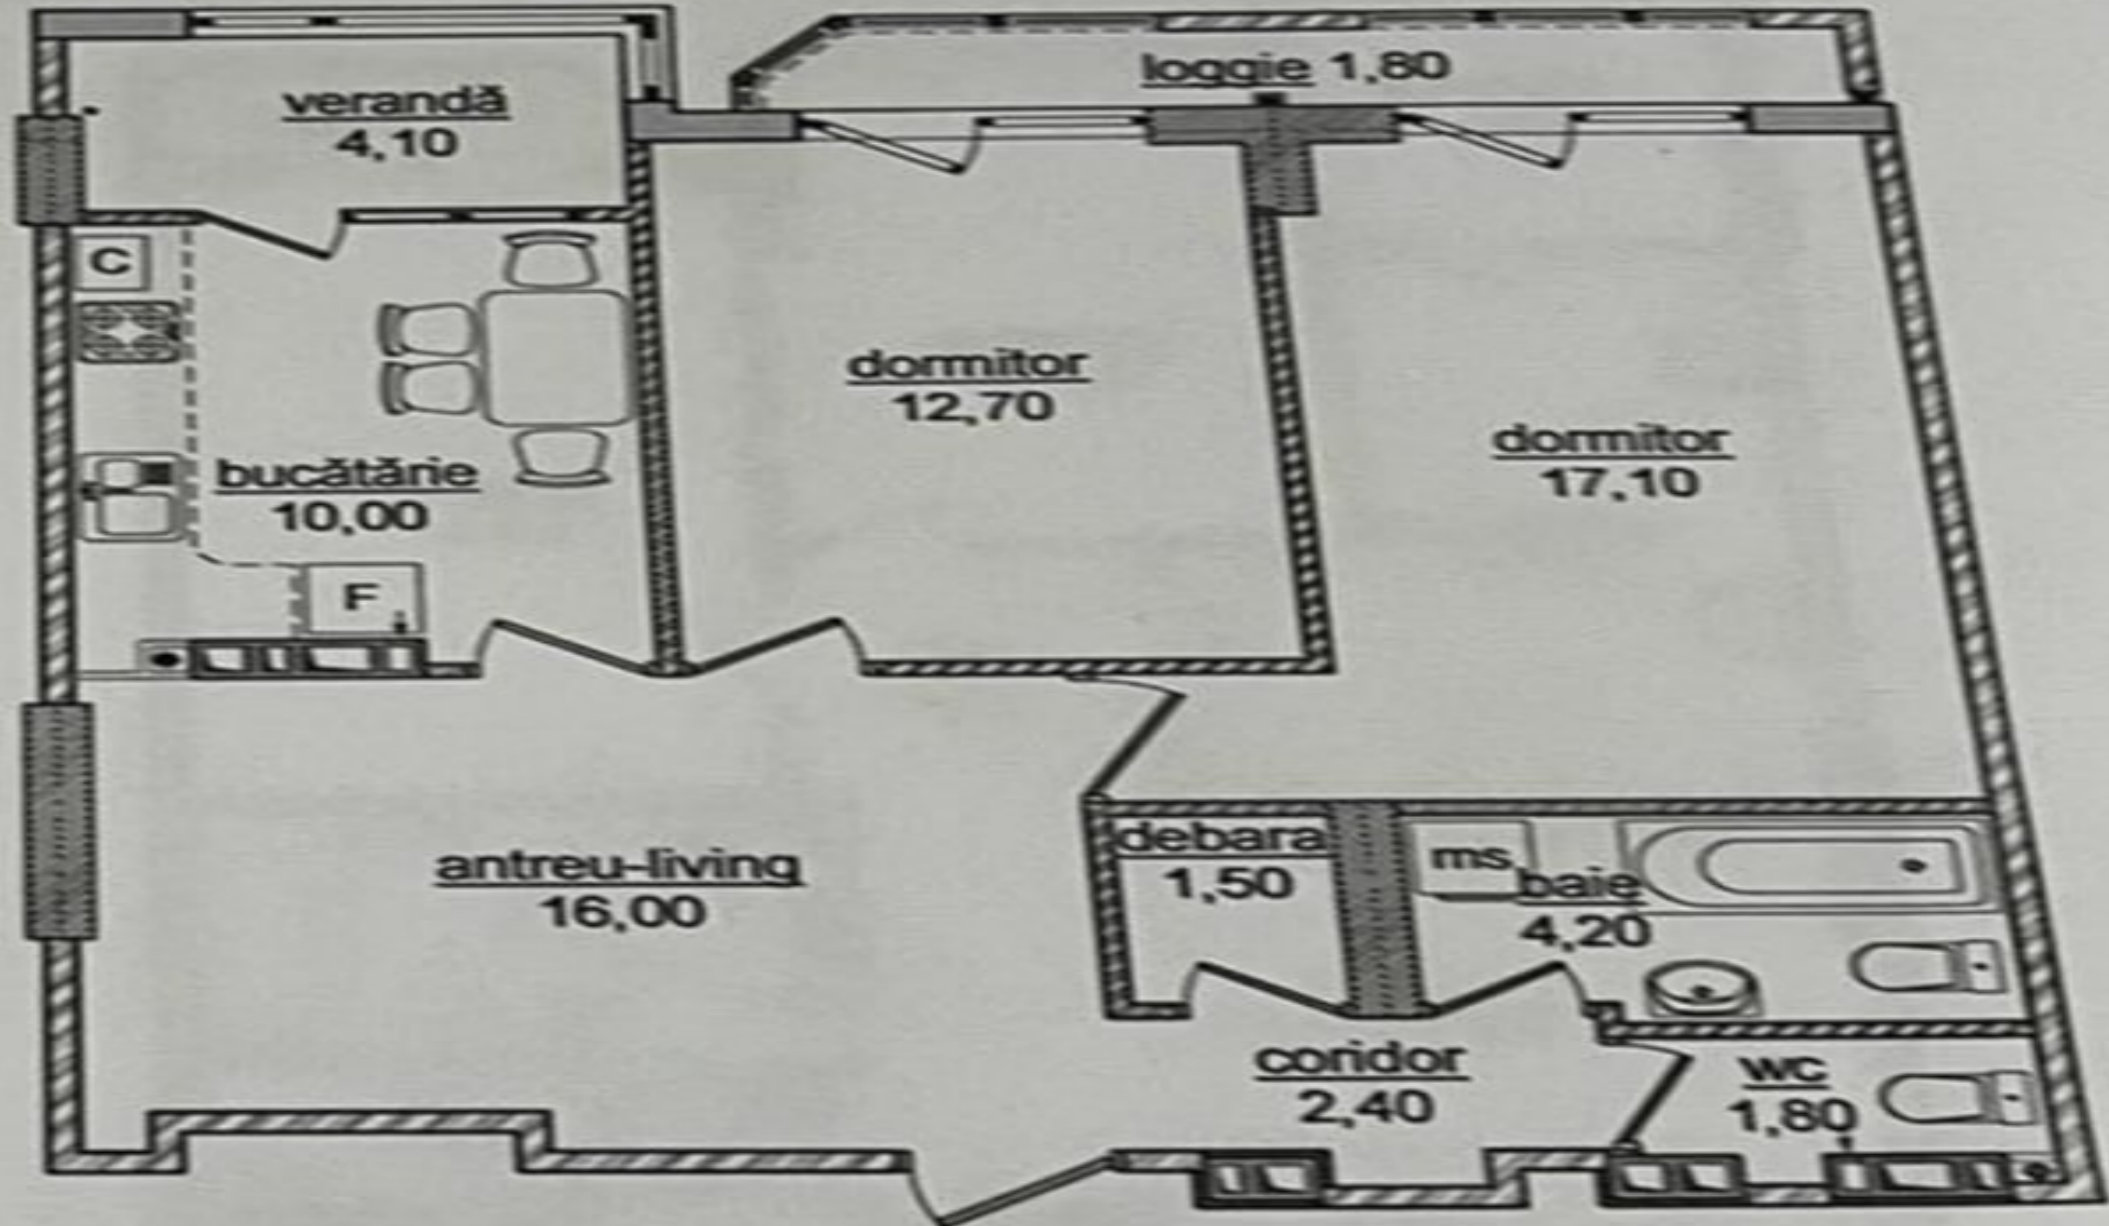 loggie 1,80
verandă
4,10
C
dormitor
12,70
dormitor
17,10
bucătărie
10,00
F
debara
1,50
ms
baie
4,20
antreu-living
16,00
coridor
2,40
WC
1,80